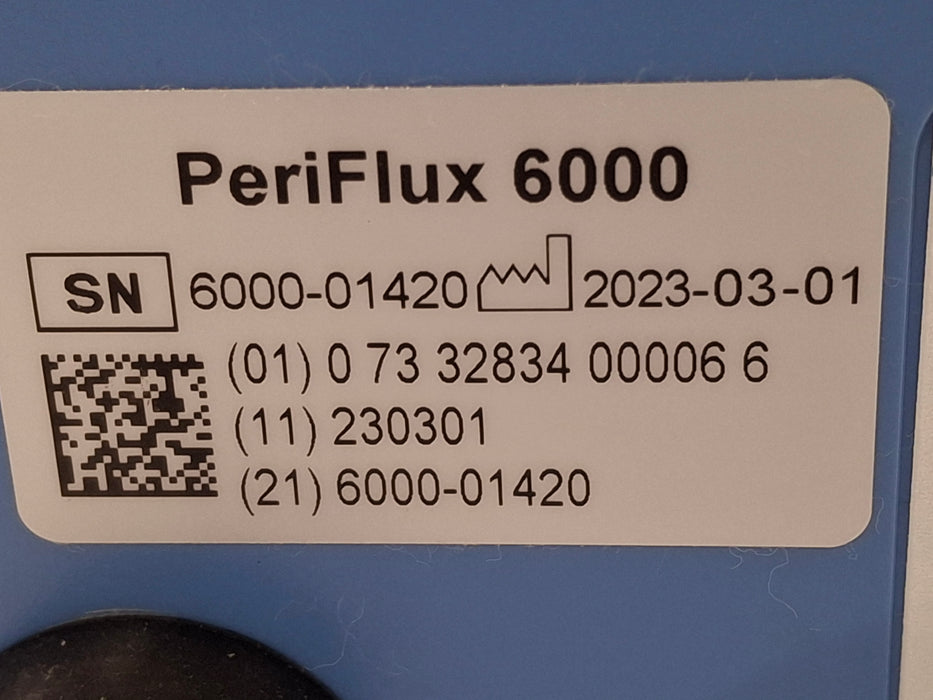 PeriFlux 6000
SN 6000-01420 2023-03-01
(01) 0 73 32834 00006 6
(11) 230301
(21) 6000-01420